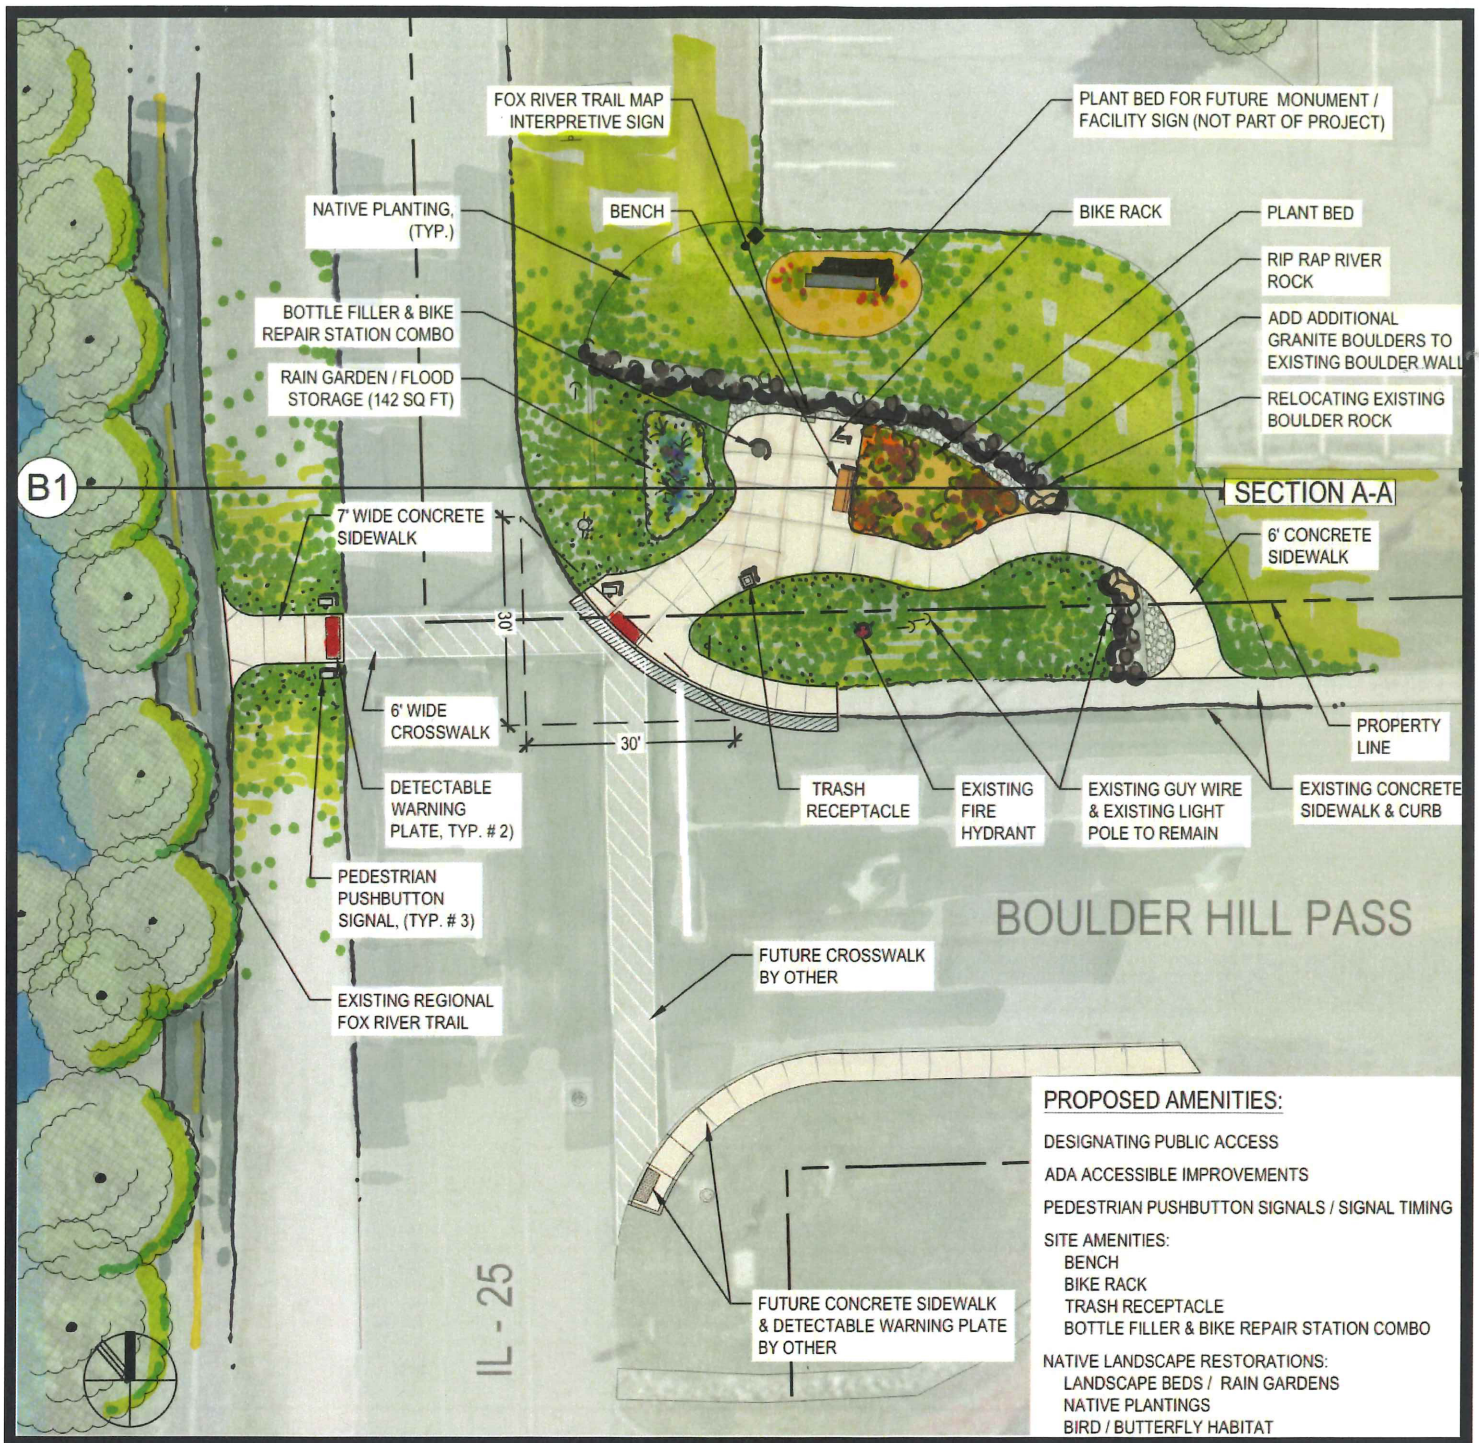 FOX RIVER TRAIL MAP
INTERPRETIVE SIGN
PLANT BED FOR FUTURE MONUMENT /
FACILITY SIGN (NOT PART OF PROJECT)
NATIVE PLANTING,
(TYP.)
BENCH
BIKE RACK
PLANT BED
RIP RAP RIVER
ROCK
BOTTLE FILLER & BIKE
REPAIR STATION COMBO
ADD ADDITIONAL
GRANITE BOULDERS TO
EXISTING BOULDER WALL
RAIN GARDEN / FLOOD
STORAGE (142 SQ FT)
RELOCATING EXISTING
BOULDER ROCK
B1
SECTION A-A
7' WIDE CONCRETE
SIDEWALK
6' CONCRETE
SIDEWALK
30'
30'
6' WIDE
CROSSWALK
PROPERTY
LINE
DETECTABLE
WARNING
PLATE, TYP. # 2)
TRASH
RECEPTACLE
EXISTING
FIRE
HYDRANT
EXISTING GUY WIRE
& EXISTING LIGHT
POLE TO REMAIN
EXISTING CONCRETE
SIDEWALK & CURB
PEDESTRIAN
PUSHBUTTON
SIGNAL, (TYP. # 3)
BOULDER HILL PASS
FUTURE CROSSWALK
BY OTHER
EXISTING REGIONAL
FOX RIVER TRAIL
IL - 25
FUTURE CONCRETE SIDEWALK
& DETECTABLE WARNING PLATE
BY OTHER
PROPOSED AMENITIES:
DESIGNATING PUBLIC ACCESS
ADA ACCESSIBLE IMPROVEMENTS
PEDESTRIAN PUSHBUTTON SIGNALS / SIGNAL TIMING
SITE AMENITIES:
BENCH
BIKE RACK
TRASH RECEPTACLE
BOTTLE FILLER & BIKE REPAIR STATION COMBO
NATIVE LANDSCAPE RESTORATIONS:
LANDSCAPE BEDS / RAIN GARDENS
NATIVE PLANTINGS
BIRD / BUTTERFLY HABITAT